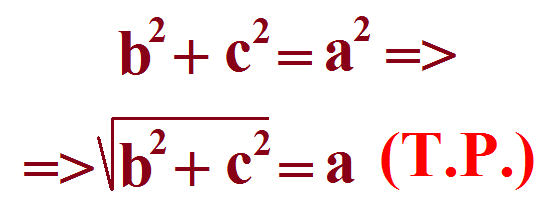 b² + c² = a² =>
=> √b² + c² = a (T.P.)